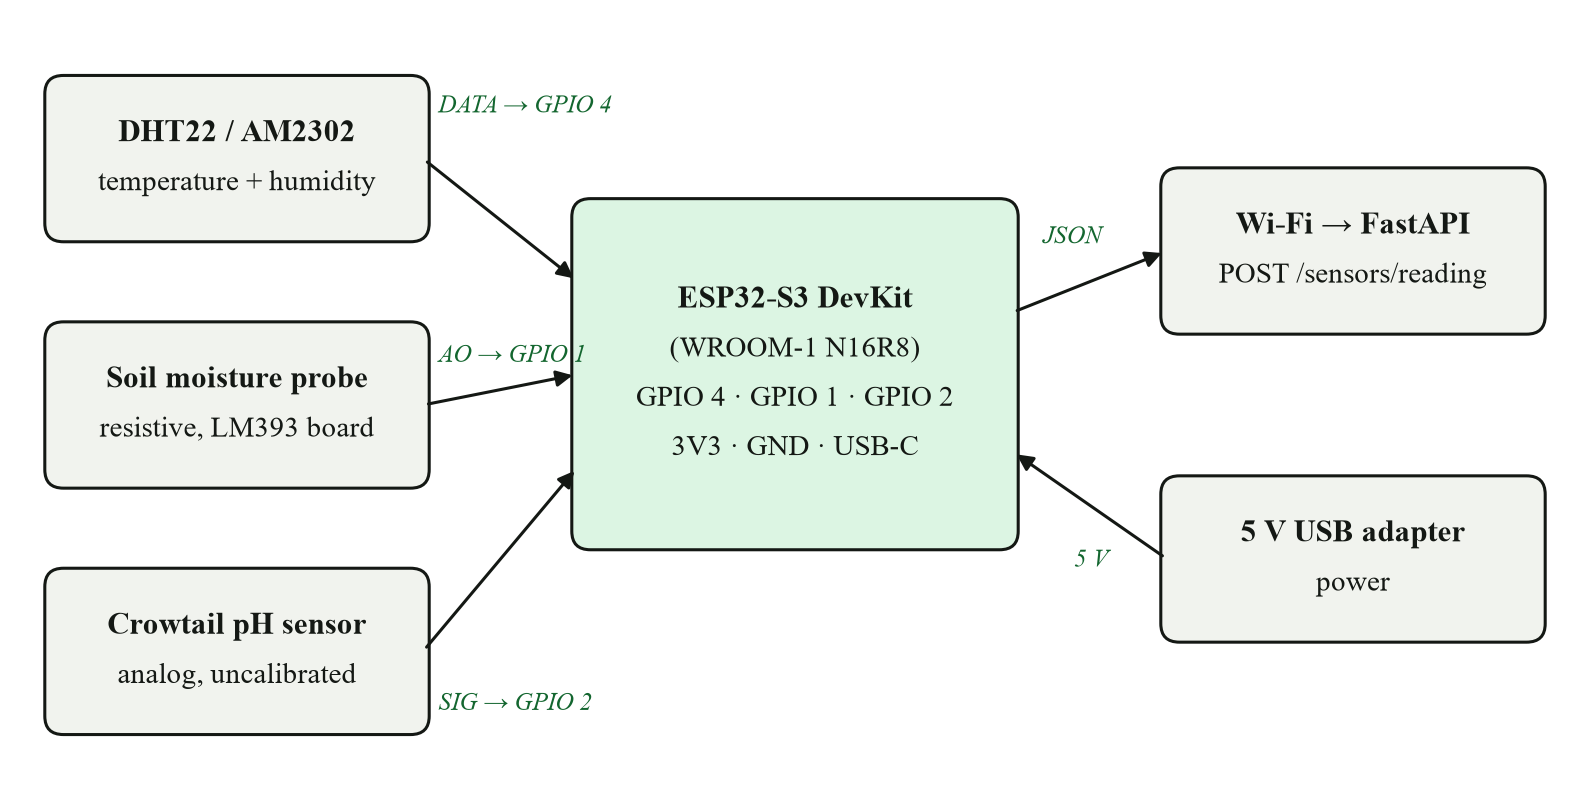 DHT22 / AM2302
temperature + humidity
DATA → GPIO 4
Soil moisture probe
resistive, LM393 board
AO → GPIO 1
Crowtail pH sensor
analog, uncalibrated
SIG → GPIO 2
ESP32-S3 DevKit
(WROOM-1 N16R8)
GPIO 4 · GPIO 1 · GPIO 2
3V3 · GND · USB-C
JSON
Wi-Fi → FastAPI
POST /sensors/reading
5 V
5 V USB adapter
power